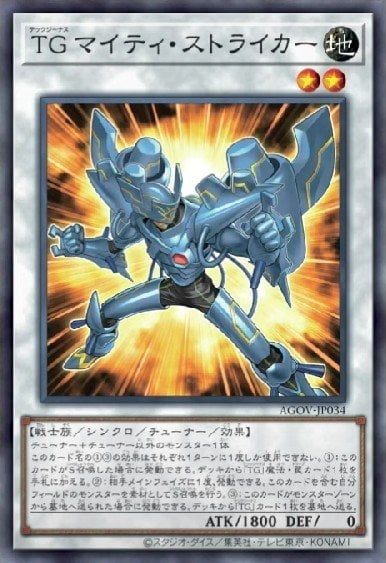 テックジーナス
TG マイティ・ストライカー
地
【戦士族/シンクロ/チューナー/効果】
チューナー+チューナー以外のモンスター1体
このカード名の①③の効果はそれぞれ1ターンに1度しか使用できない。①:この
カードがS召喚した場合に発動できる。デッキから「TG」魔法・罠カード1枚を
手札に加える。②:相手メインフェイズに1度、発動できる。このカードを含む自分
フィールドのモンスターを素材としてS召喚を行う。③:このカードがモンスターゾーン
から墓地へ送られた場合に発動できる。デッキから「TG」カード1枚を墓地へ送る。
AGOV-JP034
ATK/1800 DEF/ 0
©スタジオ・ダイス/集英社・テレビ東京・KONAMI